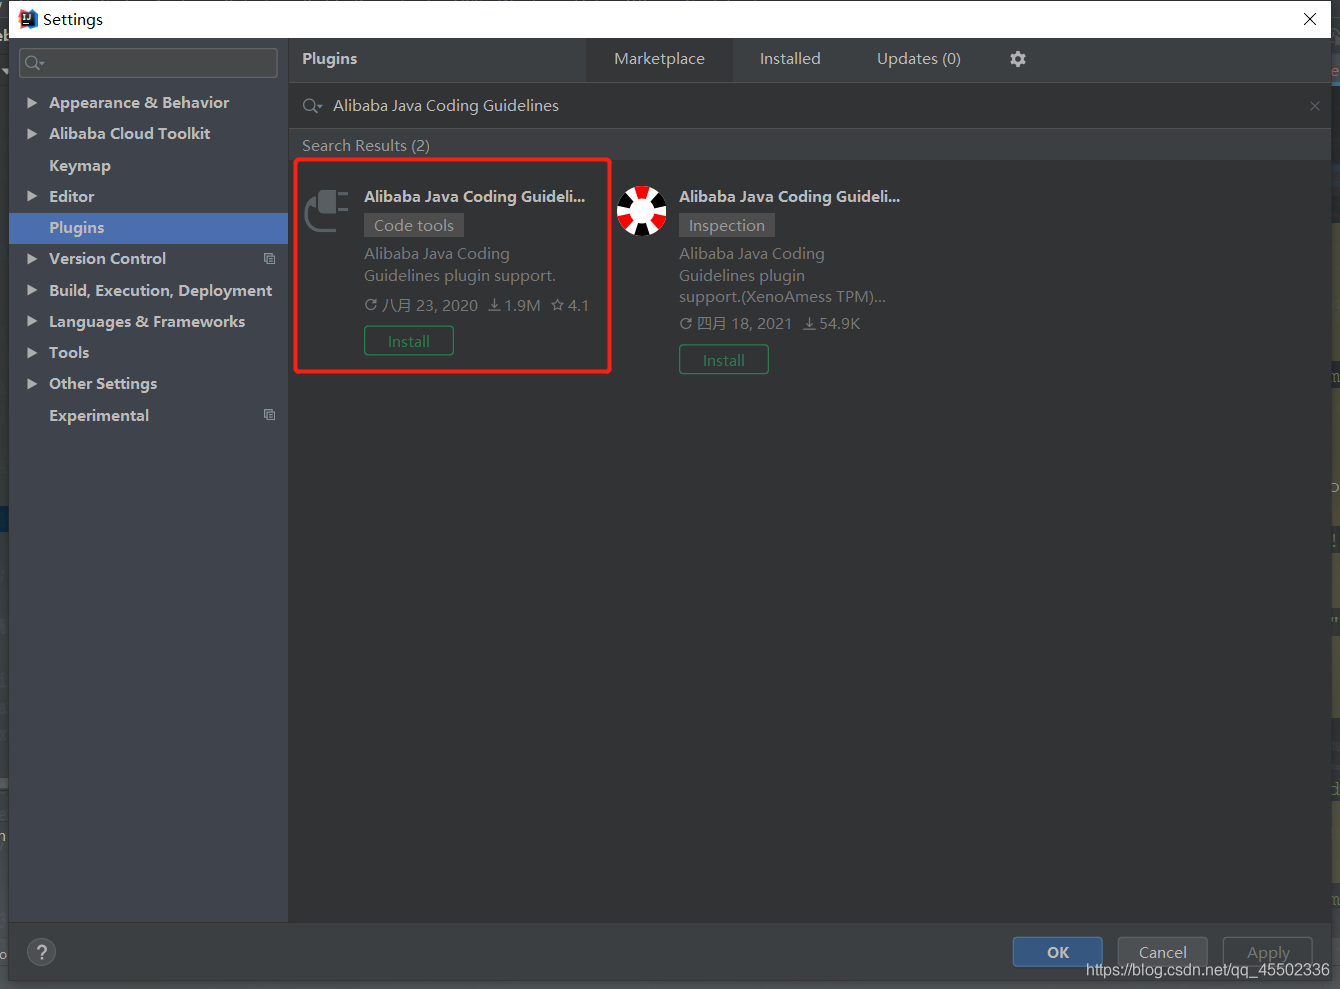 Settings
Plugins
Marketplace
Installed
Updates (0)
Appearance & Behavior
Alibaba Cloud Toolkit
Keymap
Editor
Plugins
Version Control
Build, Execution, Deployment
Languages & Frameworks
Tools
Other Settings
Experimental
Alibaba Java Coding Guidelines
Search Results (2)
Alibaba Java Coding Guideli...
Code tools
Alibaba Java Coding
Guidelines plugin support.
八月 23, 2020 1.9M 4.1
Install
Alibaba Java Coding Guideli...
Inspection
Alibaba Java Coding
Guidelines plugin
support.(XenoAmess TPM)...
四月 18, 2021 54.9K
Install
?
OK
Cancel
Apply
https://blog.csdn.net/qq_45502336